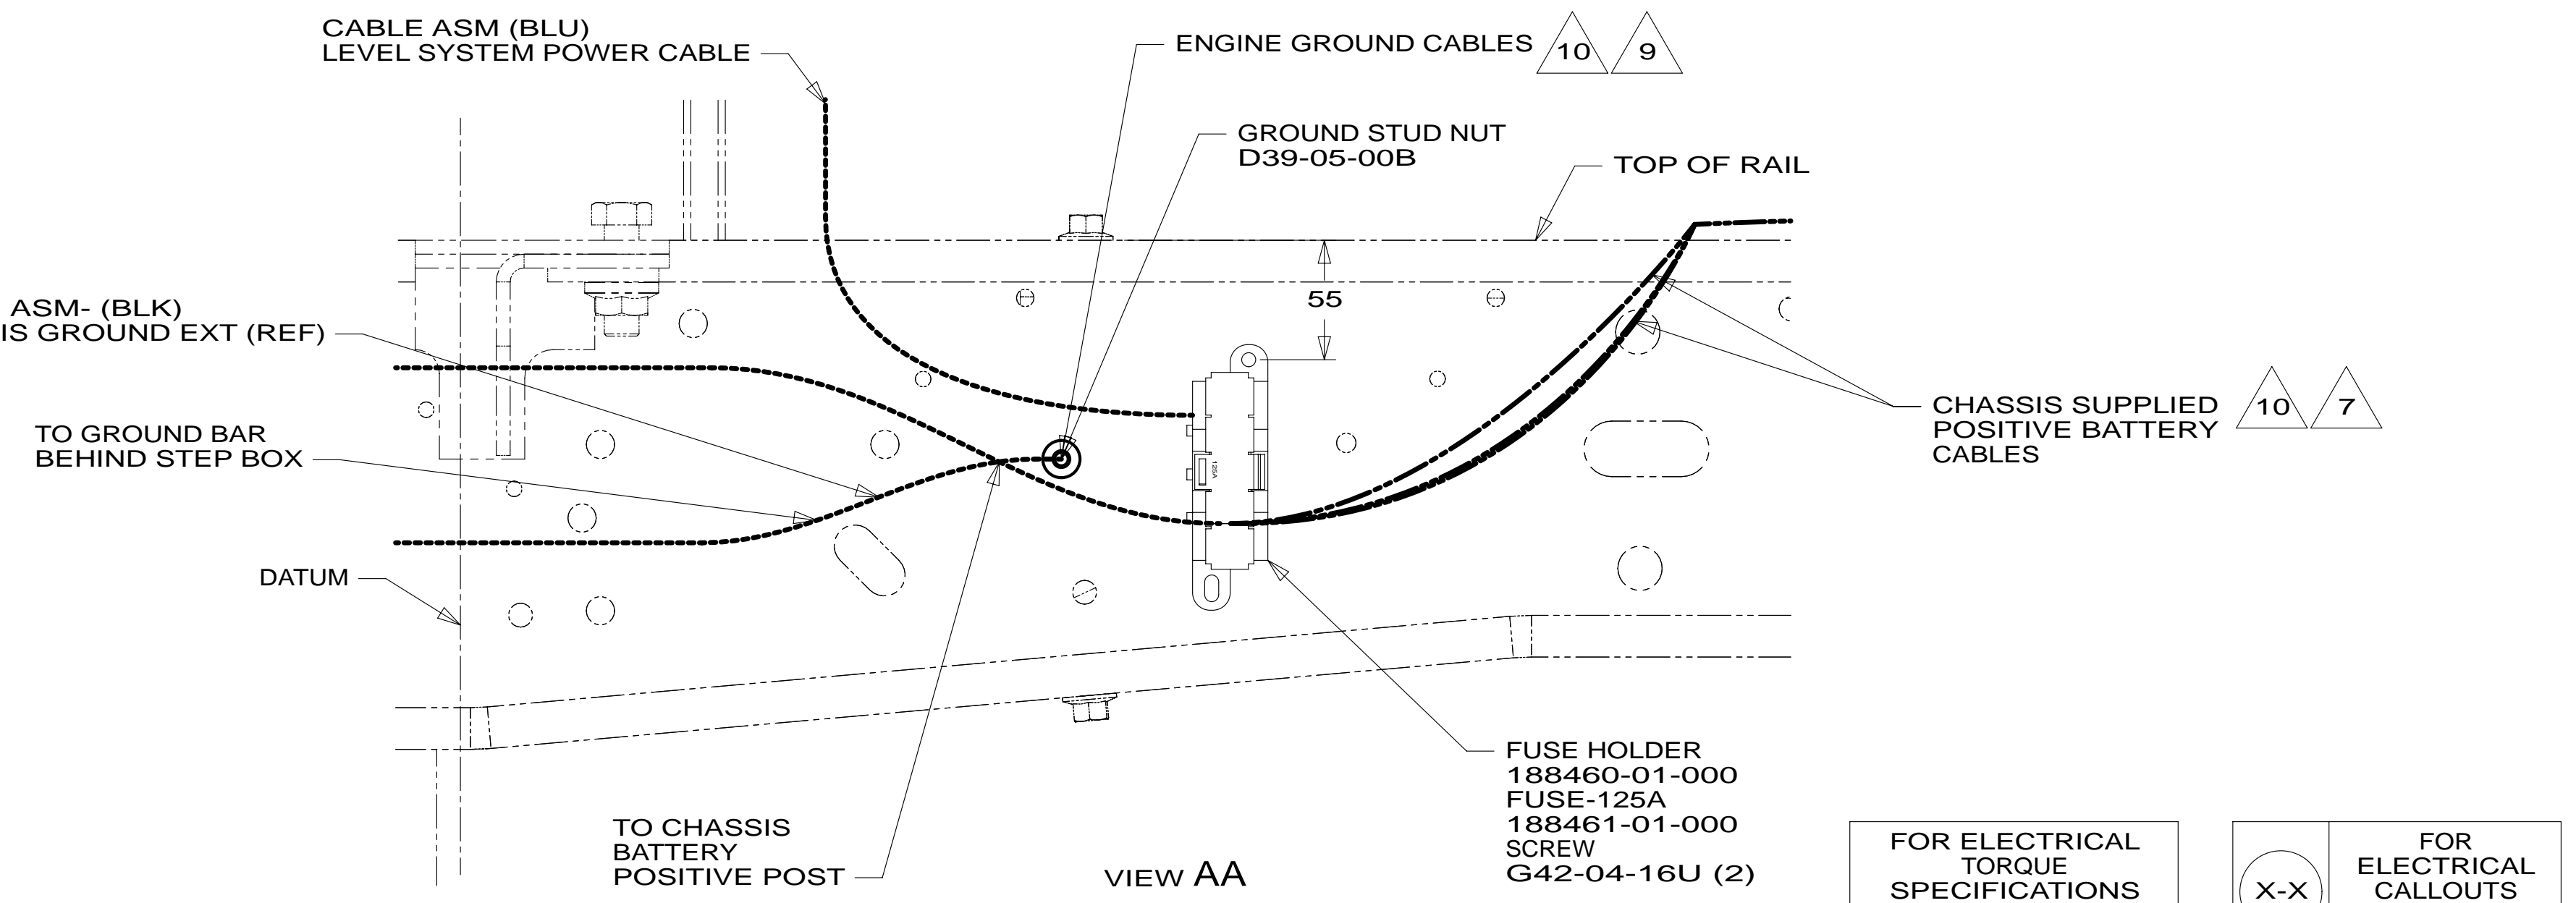 CABLE ASM (BLU)
LEVEL SYSTEM POWER CABLE
ENGINE GROUND CABLES
10
9
GROUND STUD NUT
D39-05-00B
TOP OF RAIL
55
ASM- (BLK)
IS GROUND EXT (REF)
TO GROUND BAR
BEHIND STEP BOX
125A
CHASSIS SUPPLIED
POSITIVE BATTERY
CABLES
10
7
DATUM
FUSE HOLDER
188460-01-000
FUSE-125A
188461-01-000
SCREW
G42-04-16U (2)
TO CHASSIS
BATTERY
POSITIVE POST
VIEW AA
FOR ELECTRICAL
TORQUE
SPECIFICATIONS
X-X
FOR
ELECTRICAL
CALLOUTS